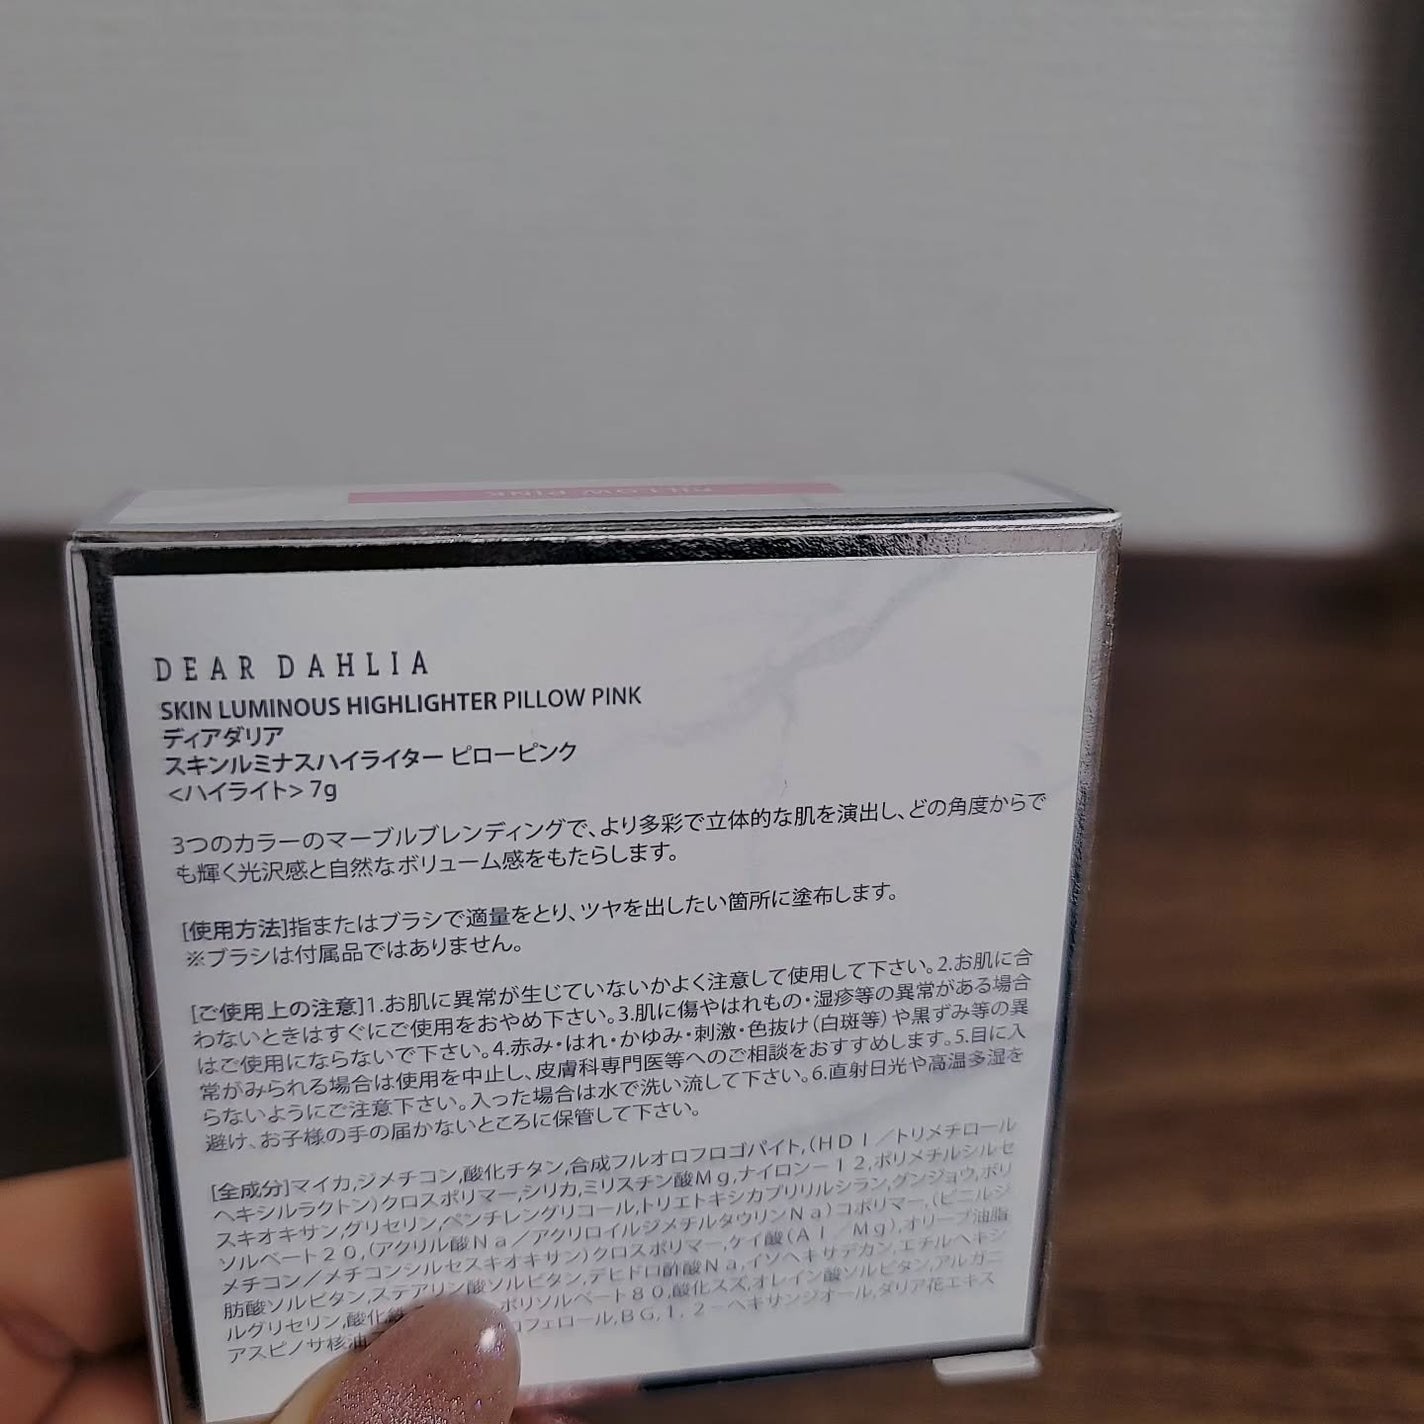 PILLOW PINK
DEAR DAHLIA
SKIN LUMINOUS HIGHLIGHTER PILLOW PINK
ディアダリア
スキンルミナスハイライター ピローピンク
<ハイライト> 7g
3つのカラーのマーブルブレンディングで、より多彩で立体的な肌を演出し、どの角度からで
も輝く光沢感と自然なボリューム感をもたらします。
[使用方法]指またはブラシで適量をとり、ツヤを出したい箇所に塗布します。
※ブラシは付属品ではありません。
[ご使用上の注意]1.お肌に異常が生じていないかよく注意して使用して下さい。2.お肌に合
わないときはすぐにご使用をおやめ下さい。3.肌に傷やはれもの・湿疹等の異常がある場合
はご使用にならないで下さい。4.赤み・はれ・かゆみ・刺激・色抜け(白斑等)や黒ずみ等の異
常がみられる場合は使用を中止し、皮膚科専門医等へのご相談をおすすめします。5.目に入
らないようにご注意下さい。入った場合は水で洗い流して下さい。6.直射日光や高温多湿を
避け、お子様の手の届かないところに保管して下さい。
[全成分]マイカ,ジメチコン,酸化チタン,合成フルオロフロゴパイト,(HDI/トリメチロール
ヘキシルラクトン)クロスポリマー,シリカ,ミリスチン酸Mg,ナイロン-12,ポリメチルシルセ
スキオキサン,グリセリン,ペンチレングリコール,トリエトキシカプリリルシラン,グンジョウ,ポリ
ソルベート20,(アクリル酸Na/アクリロイルジメチルタウリンNa)コポリマー,(ビニルジ
メチコン/メチコンシルセスキオキサン)クロスポリマー,ケイ酸(Al/Mg),オリーブ油脂
肪酸ソルビタン,ステアリン酸ソルビタン,デヒドロ酢酸Na,イソヘキサデカン,エチルヘキシ
ルグリセリン,酸化鉄 ポリソルベート80,酸化スズ,オレイン酸ソルビタン,アルガニ
アスピノサ核油 コフェロール,BG,1,2-ヘキサンジオール,ダリア花エキス